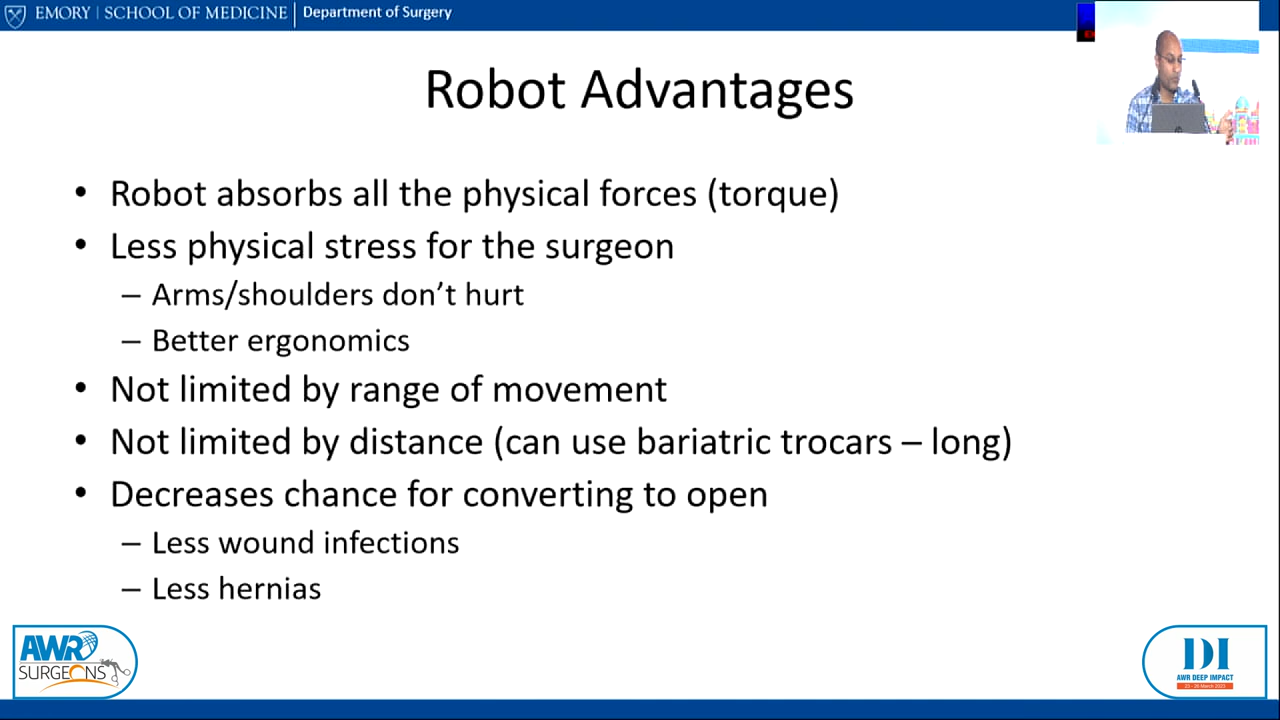 EMORY | SCHOOL OF MEDICINE | Department of Surgery
Robot Advantages
• Robot absorbs all the physical forces (torque)
• Less physical stress for the surgeon
– Arms/shoulders don’t hurt
– Better ergonomics
• Not limited by range of movement
• Not limited by distance (can use bariatric trocars – long)
• Decreases chance for converting to open
– Less wound infections
– Less hernias
AWR
SURGEONS
DI
AWR DEEP IMPACT